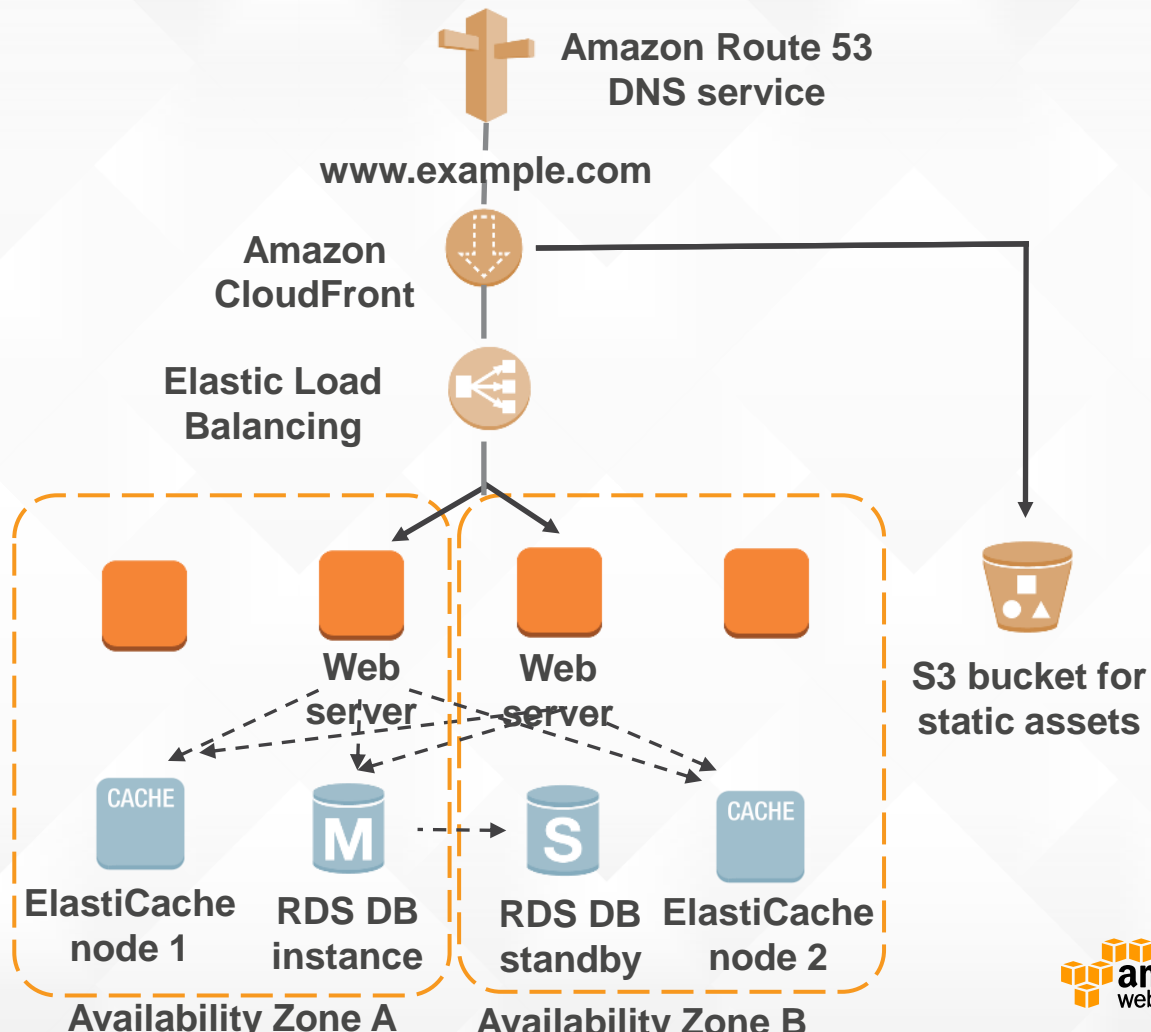 Amazon Route 53
DNS service
www.example.com
Amazon
CloudFront
Elastic Load
Balancing
Web
server
Web
server
S3 bucket for
static assets
CACHE
M
S
CACHE
ElastiCache
node 1
RDS DB
instance
RDS DB
standby
ElastiCache
node 2
Availability Zone A
Availability Zone B